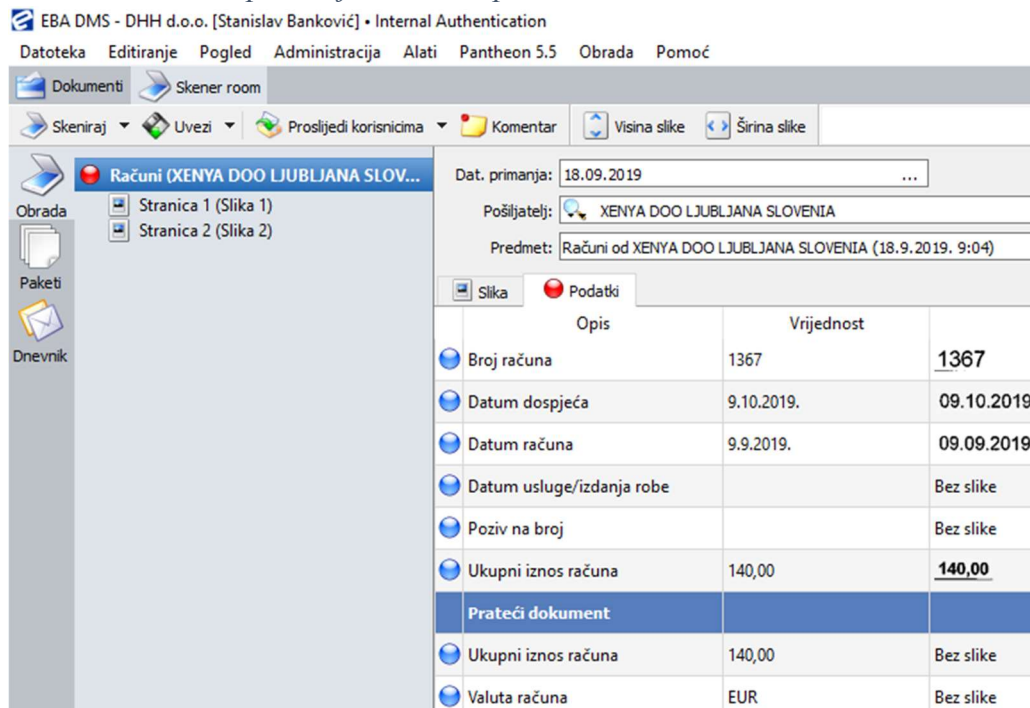 EBA DMS - DHH d.o.o. [Stanislav Banković] • Internal Authentication
Datoteka Editiranje Pogled Administracija Alati Pantheon 5.5 Obrada Pomoć
Dokumenti Skener room
Skeniraj Uvezi Proslijedi korisnicima Komentar Visina slike Širina slike
Obrada
Paketi
Dnevnik
Računi (XENYA DOO LJUBLJANA SLOV...
Stranica 1 (Slika 1)
Stranica 2 (Slika 2)
Dat. primanja: 18.09.2019 ...
Pošiljatelj: XENYA DOO LJUBLJANA SLOVENIA
Predmet: Računi od XENYA DOO LJUBLJANA SLOVENIA (18.9.2019. 9:04)
Slika Podatki
Opis Vrijednost
Broj računa 1367 1367
Datum dospjeća 9.10.2019. 09.10.2019
Datum računa 9.9.2019. 09.09.2019
Datum usluge/izdanja robe Bez slike
Poziv na broj Bez slike
Ukupni iznos računa 140,00 140,00
Prateći dokument
Ukupni iznos računa 140,00 Bez slike
Valuta računa EUR Bez slike